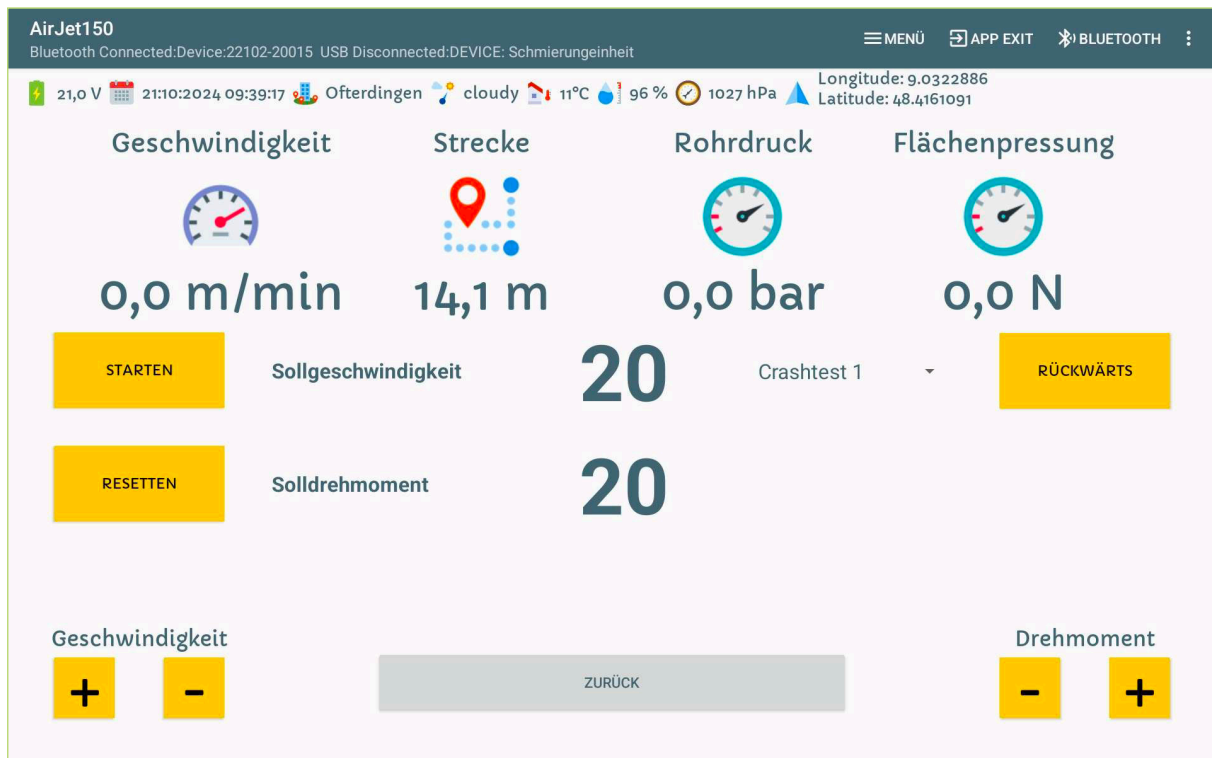 AirJet150
Bluetooth Connected:Device:22102-20015 USB Disconnected:DEVICE: Schmierungeinheit
MENÜ APP EXIT BLUETOOTH
21,0 V 21:10:2024 09:39:17 Ofterdingen cloudy 11°C 96 % 1027 hPa
Longitude: 9.0322886
Latitude: 48.4161091
Geschwindigkeit Strecke Rohrdruck Flächenpressung
0,0 m/min 14,1 m 0,0 bar 0,0 N
STARTEN Sollgeschwindigkeit 20 Crashtest 1 RÜCKWÄRTS
RESETTEN Solldrehmoment 20
Geschwindigkeit Drehmoment
+ - ZURÜCK - +